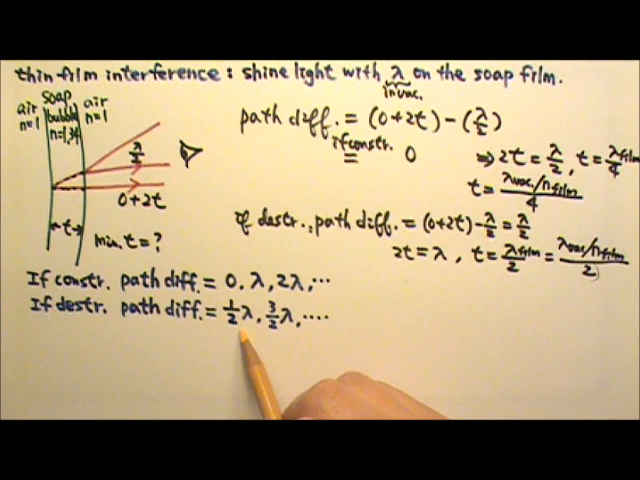 thin film interference : shine light with λ on the soap film.
in vac.
air n=1
soap bubble n=1.34
air n=1
λ/2
0+2t
t
min. t = ?
path diff. = (0+2t) - (λ/2)
if constr. = 0 ⇒ 2t = λ/2, t = λfilm/4
t = (λvac./nfilm)/4
if destr., path diff. = (0+2t) - λ/2 = λ/2
2t = λ, t = λfilm/2 = (λvac/nfilm)/2
If constr. path diff. = 0, λ, 2λ, ...
If destr. path diff. = 1/2 λ, 3/2 λ, ....